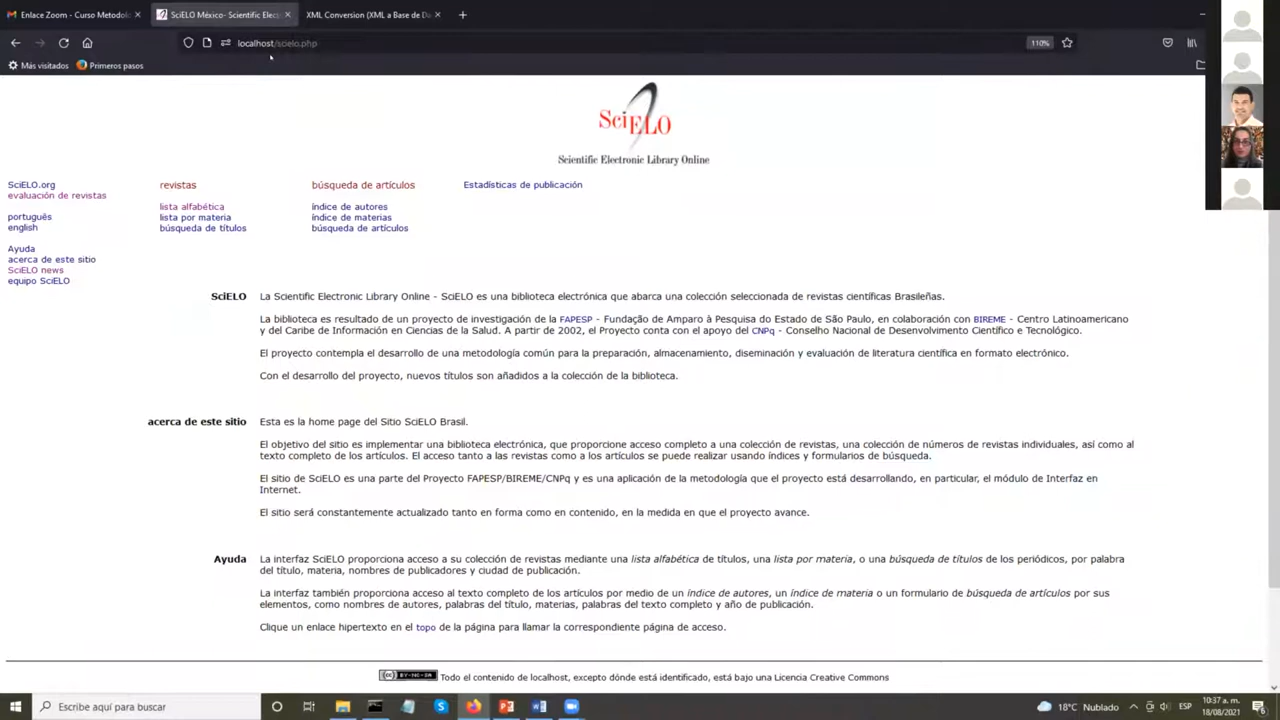 Enlace Zoom - Curso Metodol
SciELO México- Scientific Elect
XML Conversion (XML a Base de Da
localhost/scielo.php
110%
Más visitados
Primeros pasos
SciELO
Scientific Electronic Library Online
SciELO.org
evaluación de revistas
português
english
Ayuda
acerca de este sitio
SciELO news
equipo SciELO
revistas
lista alfabética
lista por materia
búsqueda de títulos
búsqueda de artículos
índice de autores
índice de materias
búsqueda de artículos
Estadísticas de publicación
SciELO La Scientific Electronic Library Online - SciELO es una biblioteca electrónica que abarca una colección seleccionada de revistas científicas Brasileñas.
La biblioteca es resultado de un proyecto de investigación de la FAPESP - Fundação de Amparo à Pesquisa do Estado de São Paulo, en colaboración con BIREME - Centro Latinoamericano
y del Caribe de Información en Ciencias de la Salud. A partir de 2002, el Proyecto conta con el apoyo del CNPq - Conselho Nacional de Desenvolvimento Científico e Tecnológico.
El proyecto contempla el desarrollo de una metodología común para la preparación, almacenamiento, diseminación y evaluación de literatura científica en formato electrónico.
Con el desarrollo del proyecto, nuevos títulos son añadidos a la colección de la biblioteca.
acerca de este sitio Esta es la home page del Sitio SciELO Brasil.
El objetivo del sitio es implementar una biblioteca electrónica, que proporcione acceso completo a una colección de revistas, una colección de números de revistas individuales, así como al
texto completo de los artículos. El acceso tanto a las revistas como a los artículos se puede realizar usando índices y formularios de búsqueda.
El sitio de SciELO es una parte del Proyecto FAPESP/BIREME/CNPq y es una aplicación de la metodología que el proyecto está desarrollando, en particular, el módulo de Interfaz en
Internet.
El sitio será constantemente actualizado tanto en forma como en contenido, en la medida en que el proyecto avance.
Ayuda La interfaz SciELO proporciona acceso a su colección de revistas mediante una lista alfabética de títulos, una lista por materia, o una búsqueda de títulos de los periódicos, por palabra
del título, materia, nombres de publicadores y ciudad de publicación.
La interfaz también proporciona acceso al texto completo de los artículos por medio de un índice de autores, un índice de materia o un formulario de búsqueda de artículos por sus
elementos, como nombres de autores, palabras del título, materias, palabras del texto completo y año de publicación.
Clique un enlace hipertexto en el topo de la página para llamar la correspondiente página de acceso.
(cc) BY-NC-SA Todo el contenido de localhost, excepto dónde está identificado, está bajo una Licencia Creative Commons
Escribe aquí para buscar
18°C Nublado
ESP
10:37 a.m.
18/08/2021